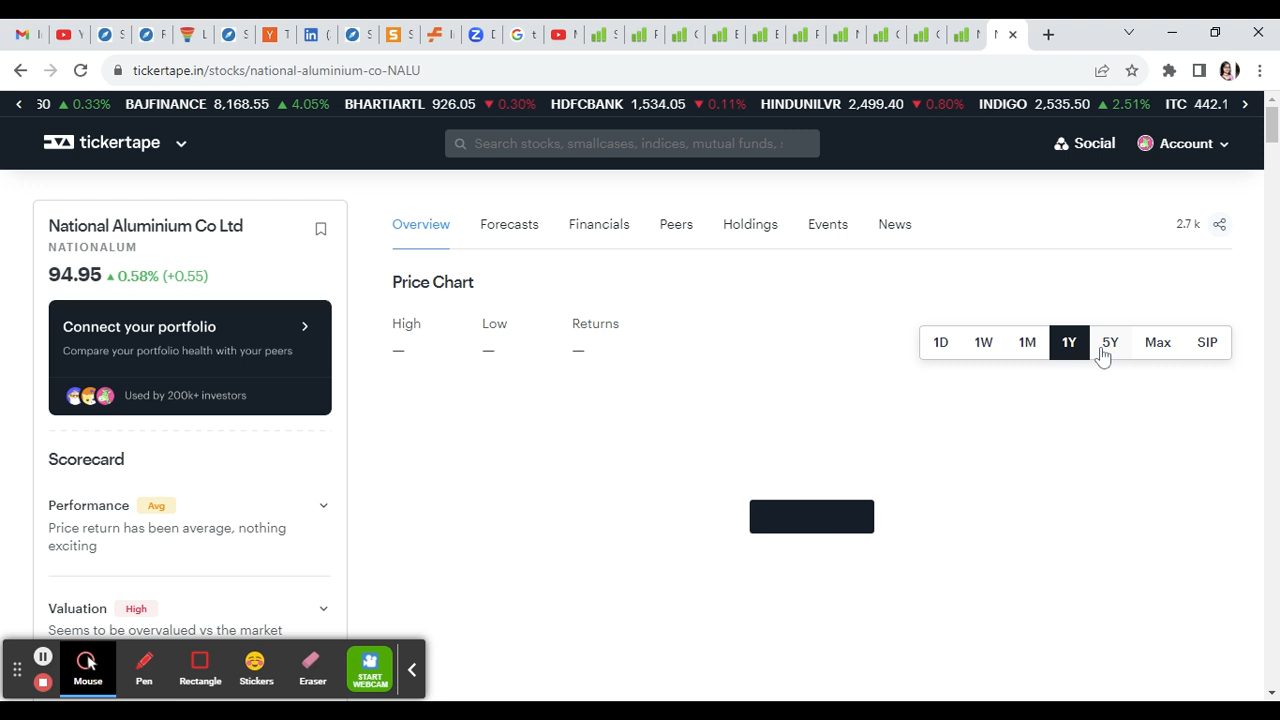 Y
S
F
L
S
T
(
S
S
I
D
t
tickertape.in/stocks/national-aluminium-co-NALU
60 ▲ 0.33% BAJFINANCE 8,168.55 ▲ 4.05% BHARTIARTL 926.05 ▼ 0.30% HDFCBANK 1,534.05 ▼ 0.11% HINDUNILVR 2,499.40 ▼ 0.80% INDIGO 2,535.50 ▲ 2.51% ITC 442.1
tickertape
Search stocks, smallcases, indices, mutual funds,
Social
Account
National Aluminium Co Ltd
NATIONALUM
94.95 ▲ 0.58% (+0.55)
Connect your portfolio
Compare your portfolio health with your peers
Used by 200k+ investors
Scorecard
Performance Avg
Price return has been average, nothing
exciting
Valuation High
Seems to be overvalued vs the market
Overview Forecasts Financials Peers Holdings Events News
2.7 k
Price Chart
High Low Returns
— — —
1D 1W 1M 1Y 5Y Max SIP
Mouse Pen Rectangle Stickers Eraser
START
WEBCAM